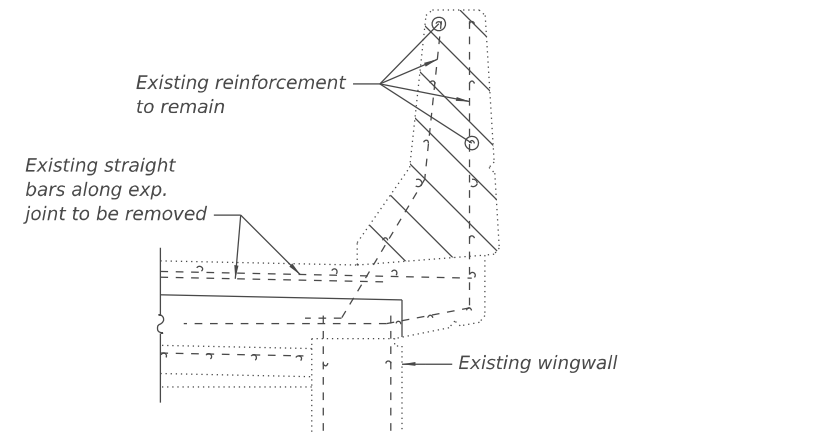 Existing reinforcement
to remain
Existing straight
bars along exp.
joint to be removed
Existing wingwall